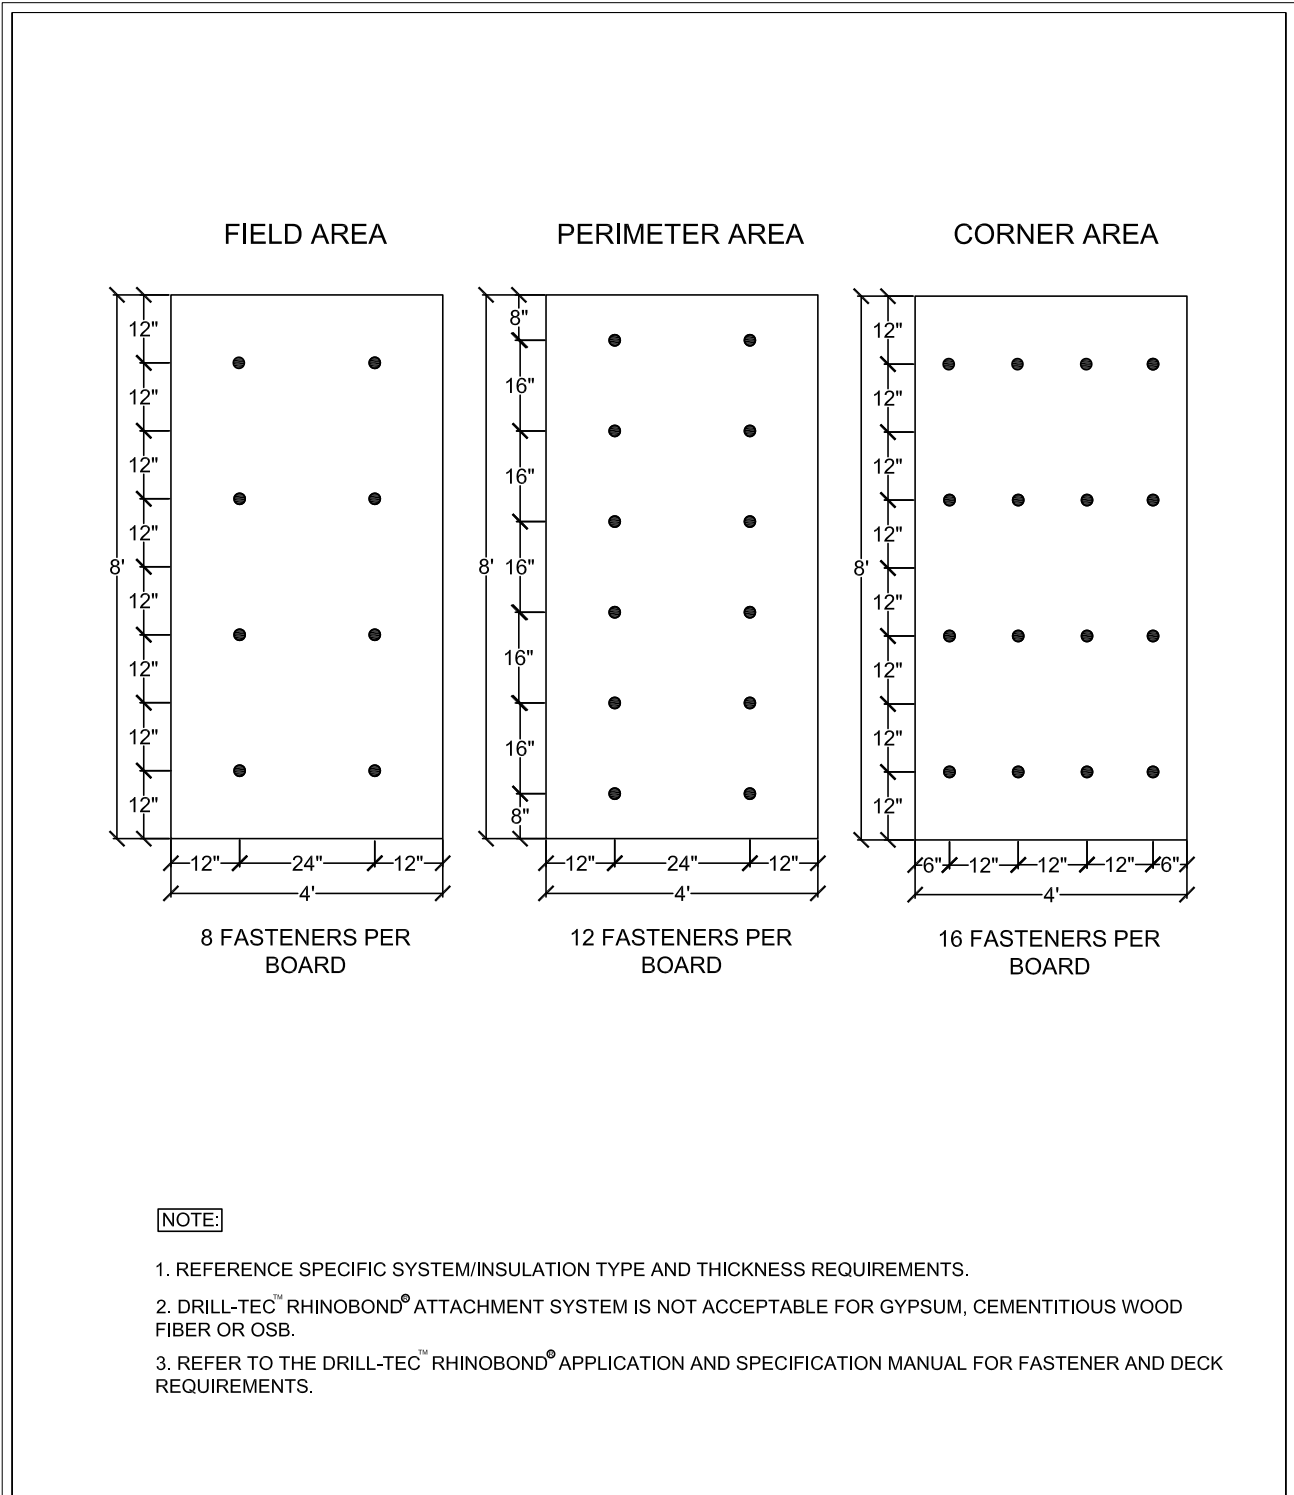 FIELD AREA
12"
12"
12"
12"
12"
12"
12"
12"
8'
12"
24"
12"
4'
8 FASTENERS PER
BOARD
PERIMETER AREA
8"
16"
16"
16"
16"
16"
8"
8'
12"
24"
12"
4'
12 FASTENERS PER
BOARD
CORNER AREA
12"
12"
12"
12"
12"
12"
12"
12"
8'
6"
12"
12"
12"
6"
4'
16 FASTENERS PER
BOARD
NOTE:
1. REFERENCE SPECIFIC SYSTEM/INSULATION TYPE AND THICKNESS REQUIREMENTS.
2. DRILL-TEC™ RHINOBOND® ATTACHMENT SYSTEM IS NOT ACCEPTABLE FOR GYPSUM, CEMENTITIOUS WOOD
FIBER OR OSB.
3. REFER TO THE DRILL-TEC™ RHINOBOND® APPLICATION AND SPECIFICATION MANUAL FOR FASTENER AND DECK
REQUIREMENTS.